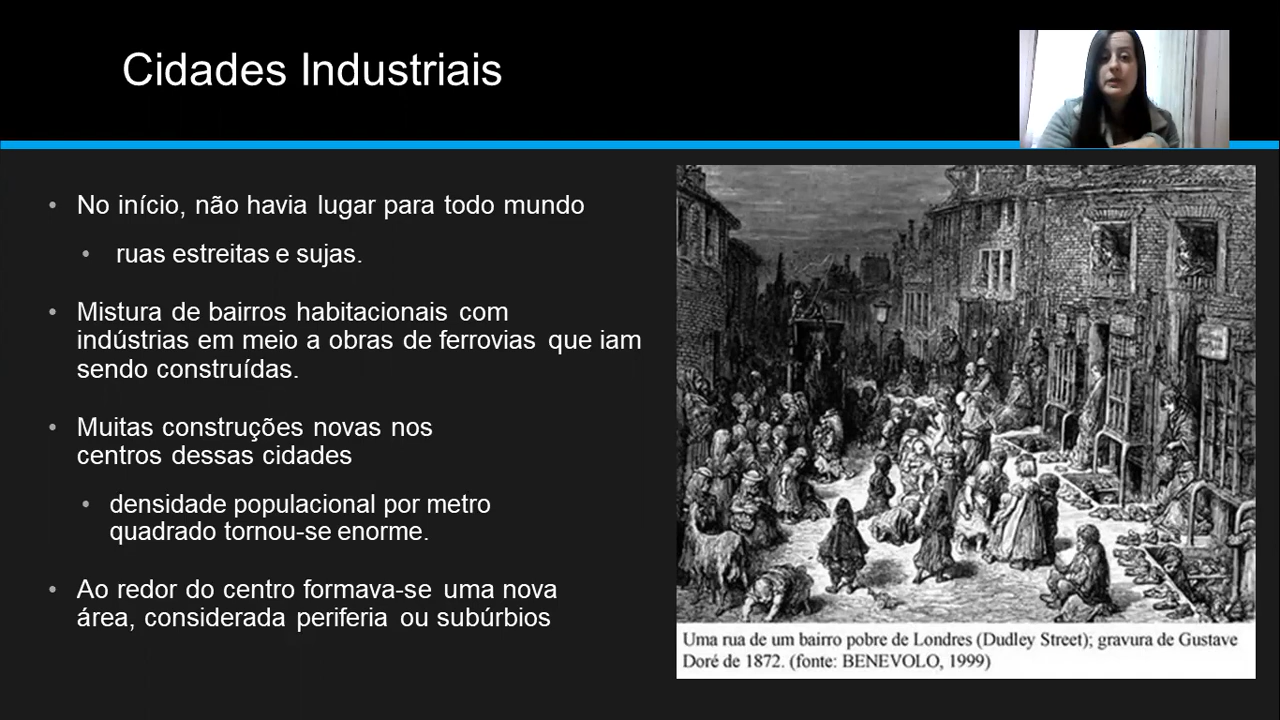 Cidades Industriais
• No início, não havia lugar para todo mundo
• ruas estreitas e sujas.
• Mistura de bairros habitacionais com
indústrias em meio a obras de ferrovias que iam
sendo construídas.
• Muitas construções novas nos
centros dessas cidades
• densidade populacional por metro
quadrado tornou-se enorme.
• Ao redor do centro formava-se uma nova
área, considerada periferia ou subúrbios
Uma rua de um bairro pobre de Londres (Dudley Street); gravura de Gustave
Doré de 1872. (fonte: BENEVOLO, 1999)